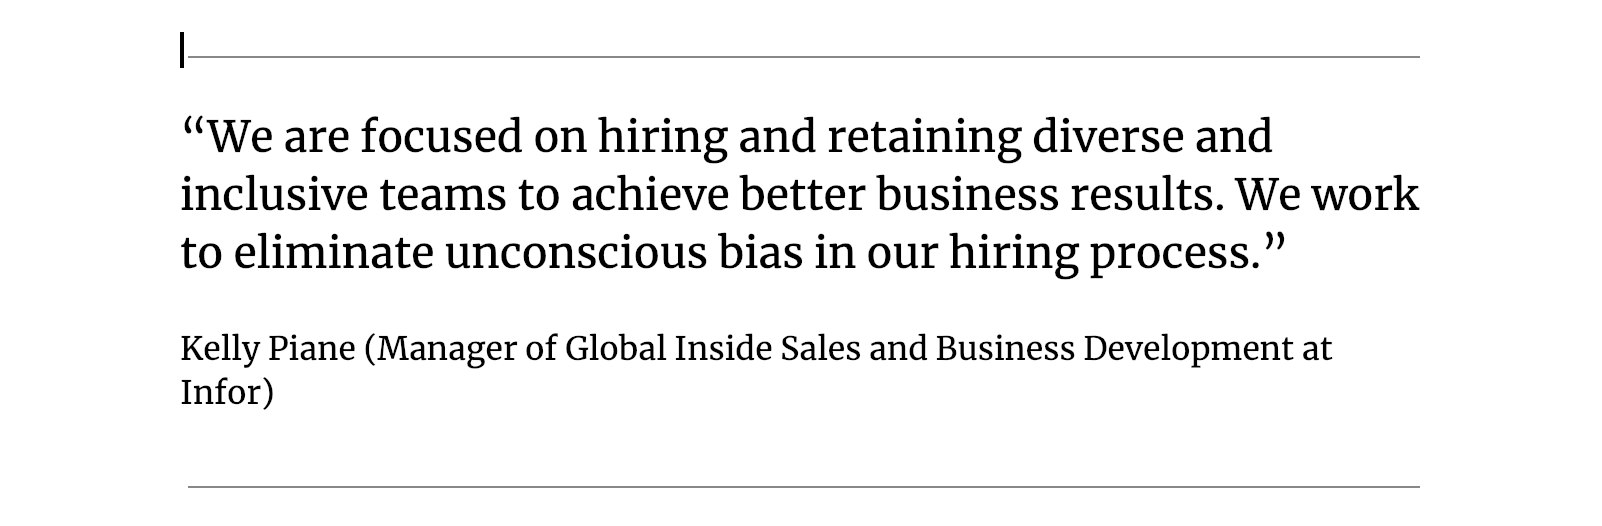 “We are focused on hiring and retaining diverse and
inclusive teams to achieve better business results. We work
to eliminate unconscious bias in our hiring process.”
Kelly Piane (Manager of Global Inside Sales and Business Development at
Infor)